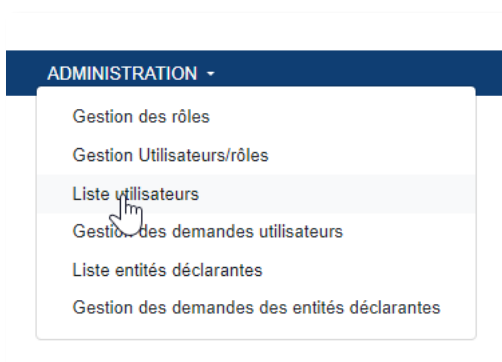 ADMINISTRATION
Gestion des rôles
Gestion Utilisateurs/rôles
Liste utilisateurs
Gestion des demandes utilisateurs
Liste entités déclarantes
Gestion des demandes des entités déclarantes